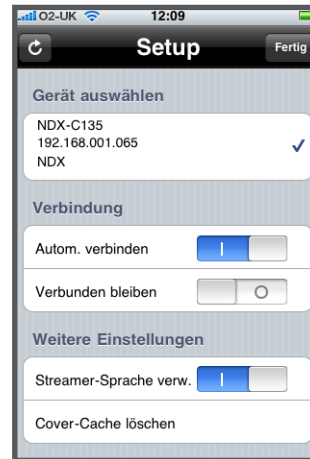 O2-UK 12:09
Setup Fertig
Gerät auswählen
NDX-C135
192.168.001.065
NDX
Verbindung
Autom. verbinden
Verbunden bleiben
Weitere Einstellungen
Streamer-Sprache verw.
Cover-Cache löschen